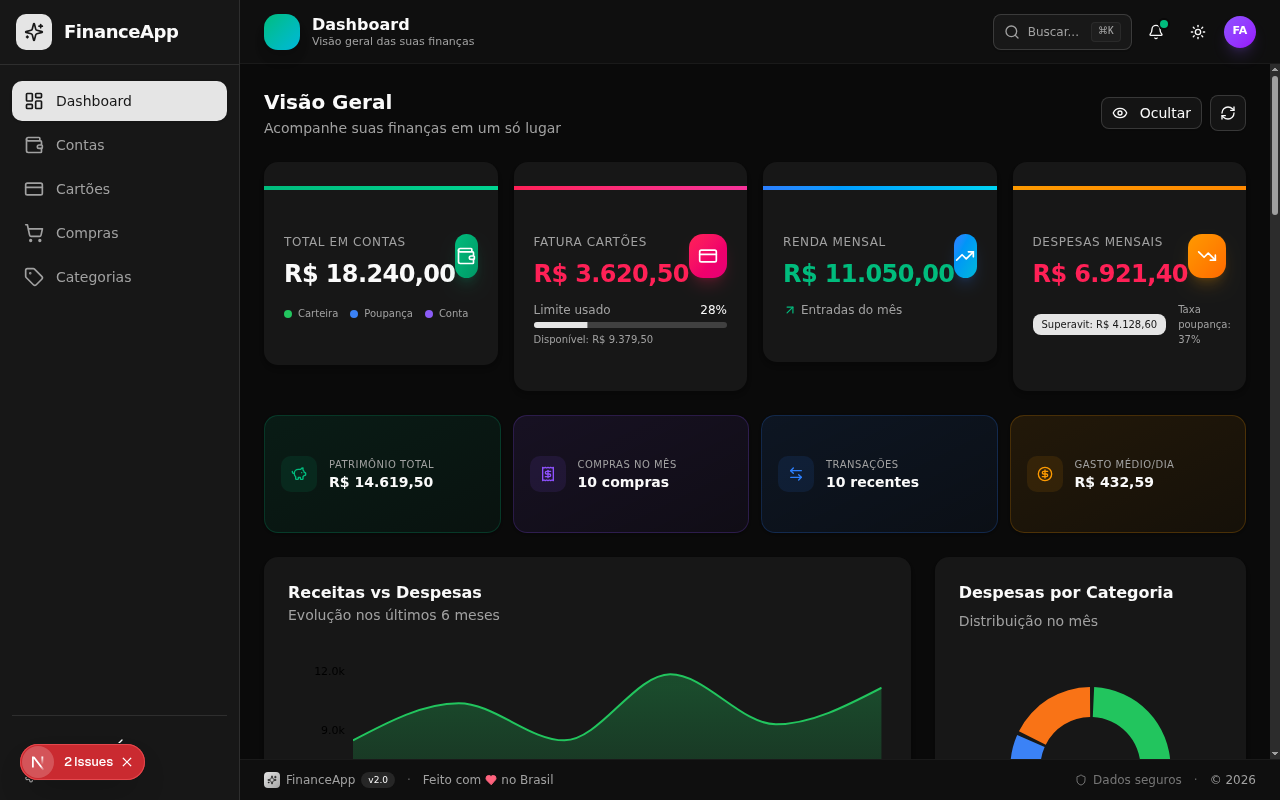 FinanceApp
Dashboard
Visão geral das suas finanças
Buscar...
⌘K
FA
Dashboard
Contas
Cartões
Compras
Categorias
Visão Geral
Acompanhe suas finanças em um só lugar
Ocultar
TOTAL EM CONTAS
R$ 18.240,00
Carteira
Poupança
Conta
FATURA CARTÕES
R$ 3.620,50
Limite usado
28%
Disponível: R$ 9.379,50
RENDA MENSAL
R$ 11.050,00
Entradas do mês
DESPESAS MENSAIS
R$ 6.921,40
Superavit: R$ 4.128,60
Taxa
poupança:
37%
PATRIMÔNIO TOTAL
R$ 14.619,50
COMPRAS NO MÊS
10 compras
TRANSAÇÕES
10 recentes
GASTO MÉDIO/DIA
R$ 432,59
Receitas vs Despesas
Evolução nos últimos 6 meses
12.0k
9.0k
Despesas por Categoria
Distribuição no mês
N
2 Issues
FinanceApp
v2.0
·
Feito com
no Brasil
Dados seguros
·
© 2026